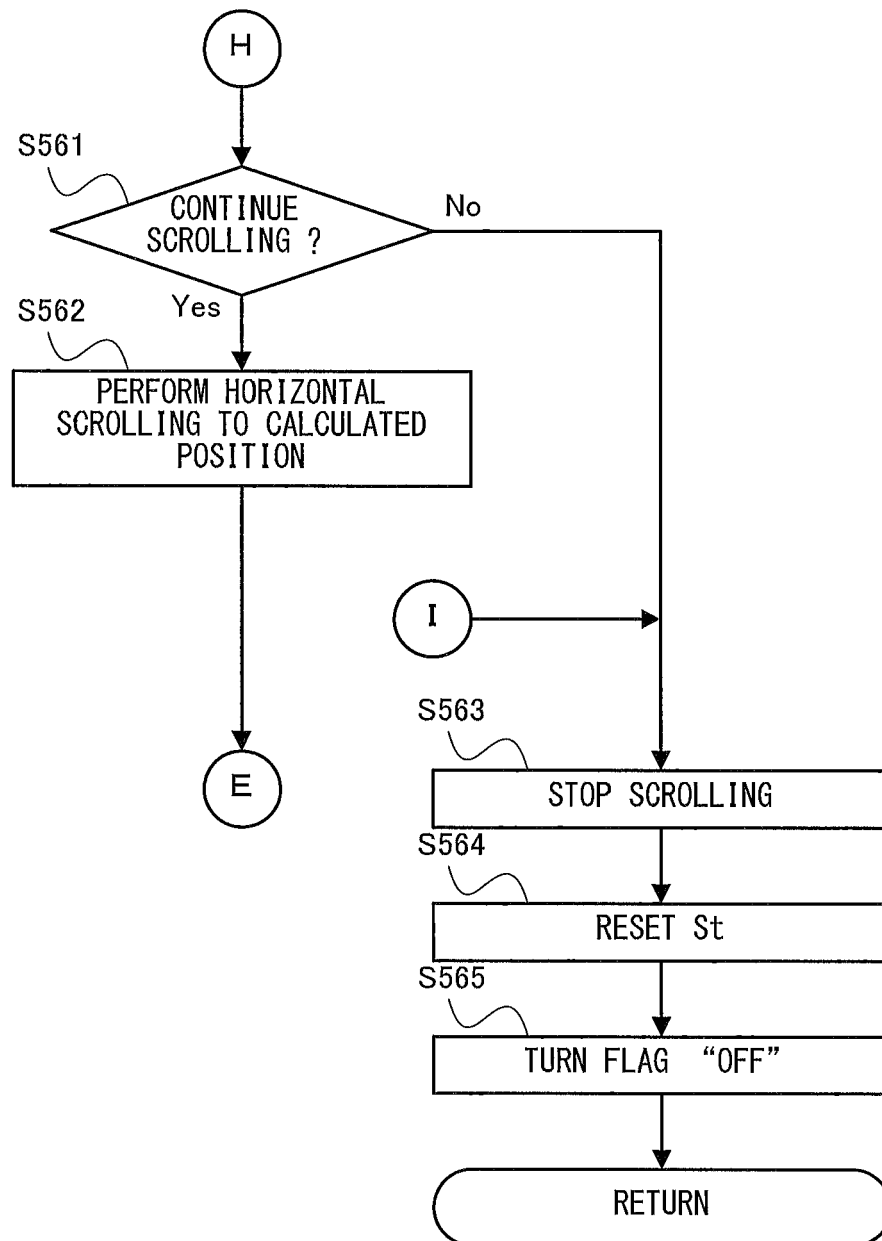 H
S561
CONTINUE
SCROLLING ?
No
Yes
S562
PERFORM HORIZONTAL
SCROLLING TO CALCULATED
POSITION
I
E
S563
STOP SCROLLING
S564
RESET St
S565
TURN FLAG “OFF”
RETURN